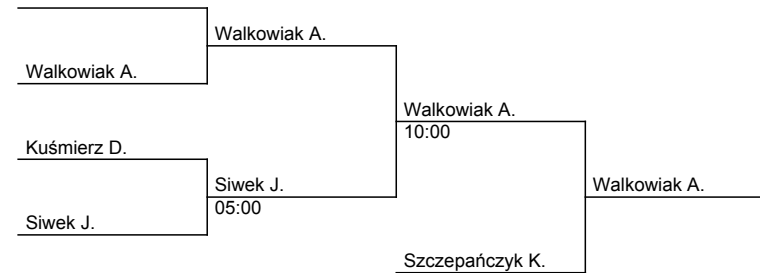 Walkowiak A.
Walkowiak A.
Walkowiak A.
10:00
Kuśmierz D.
Siwek J.
Walkowiak A.
05:00
Siwek J.
Szczepańczyk K.